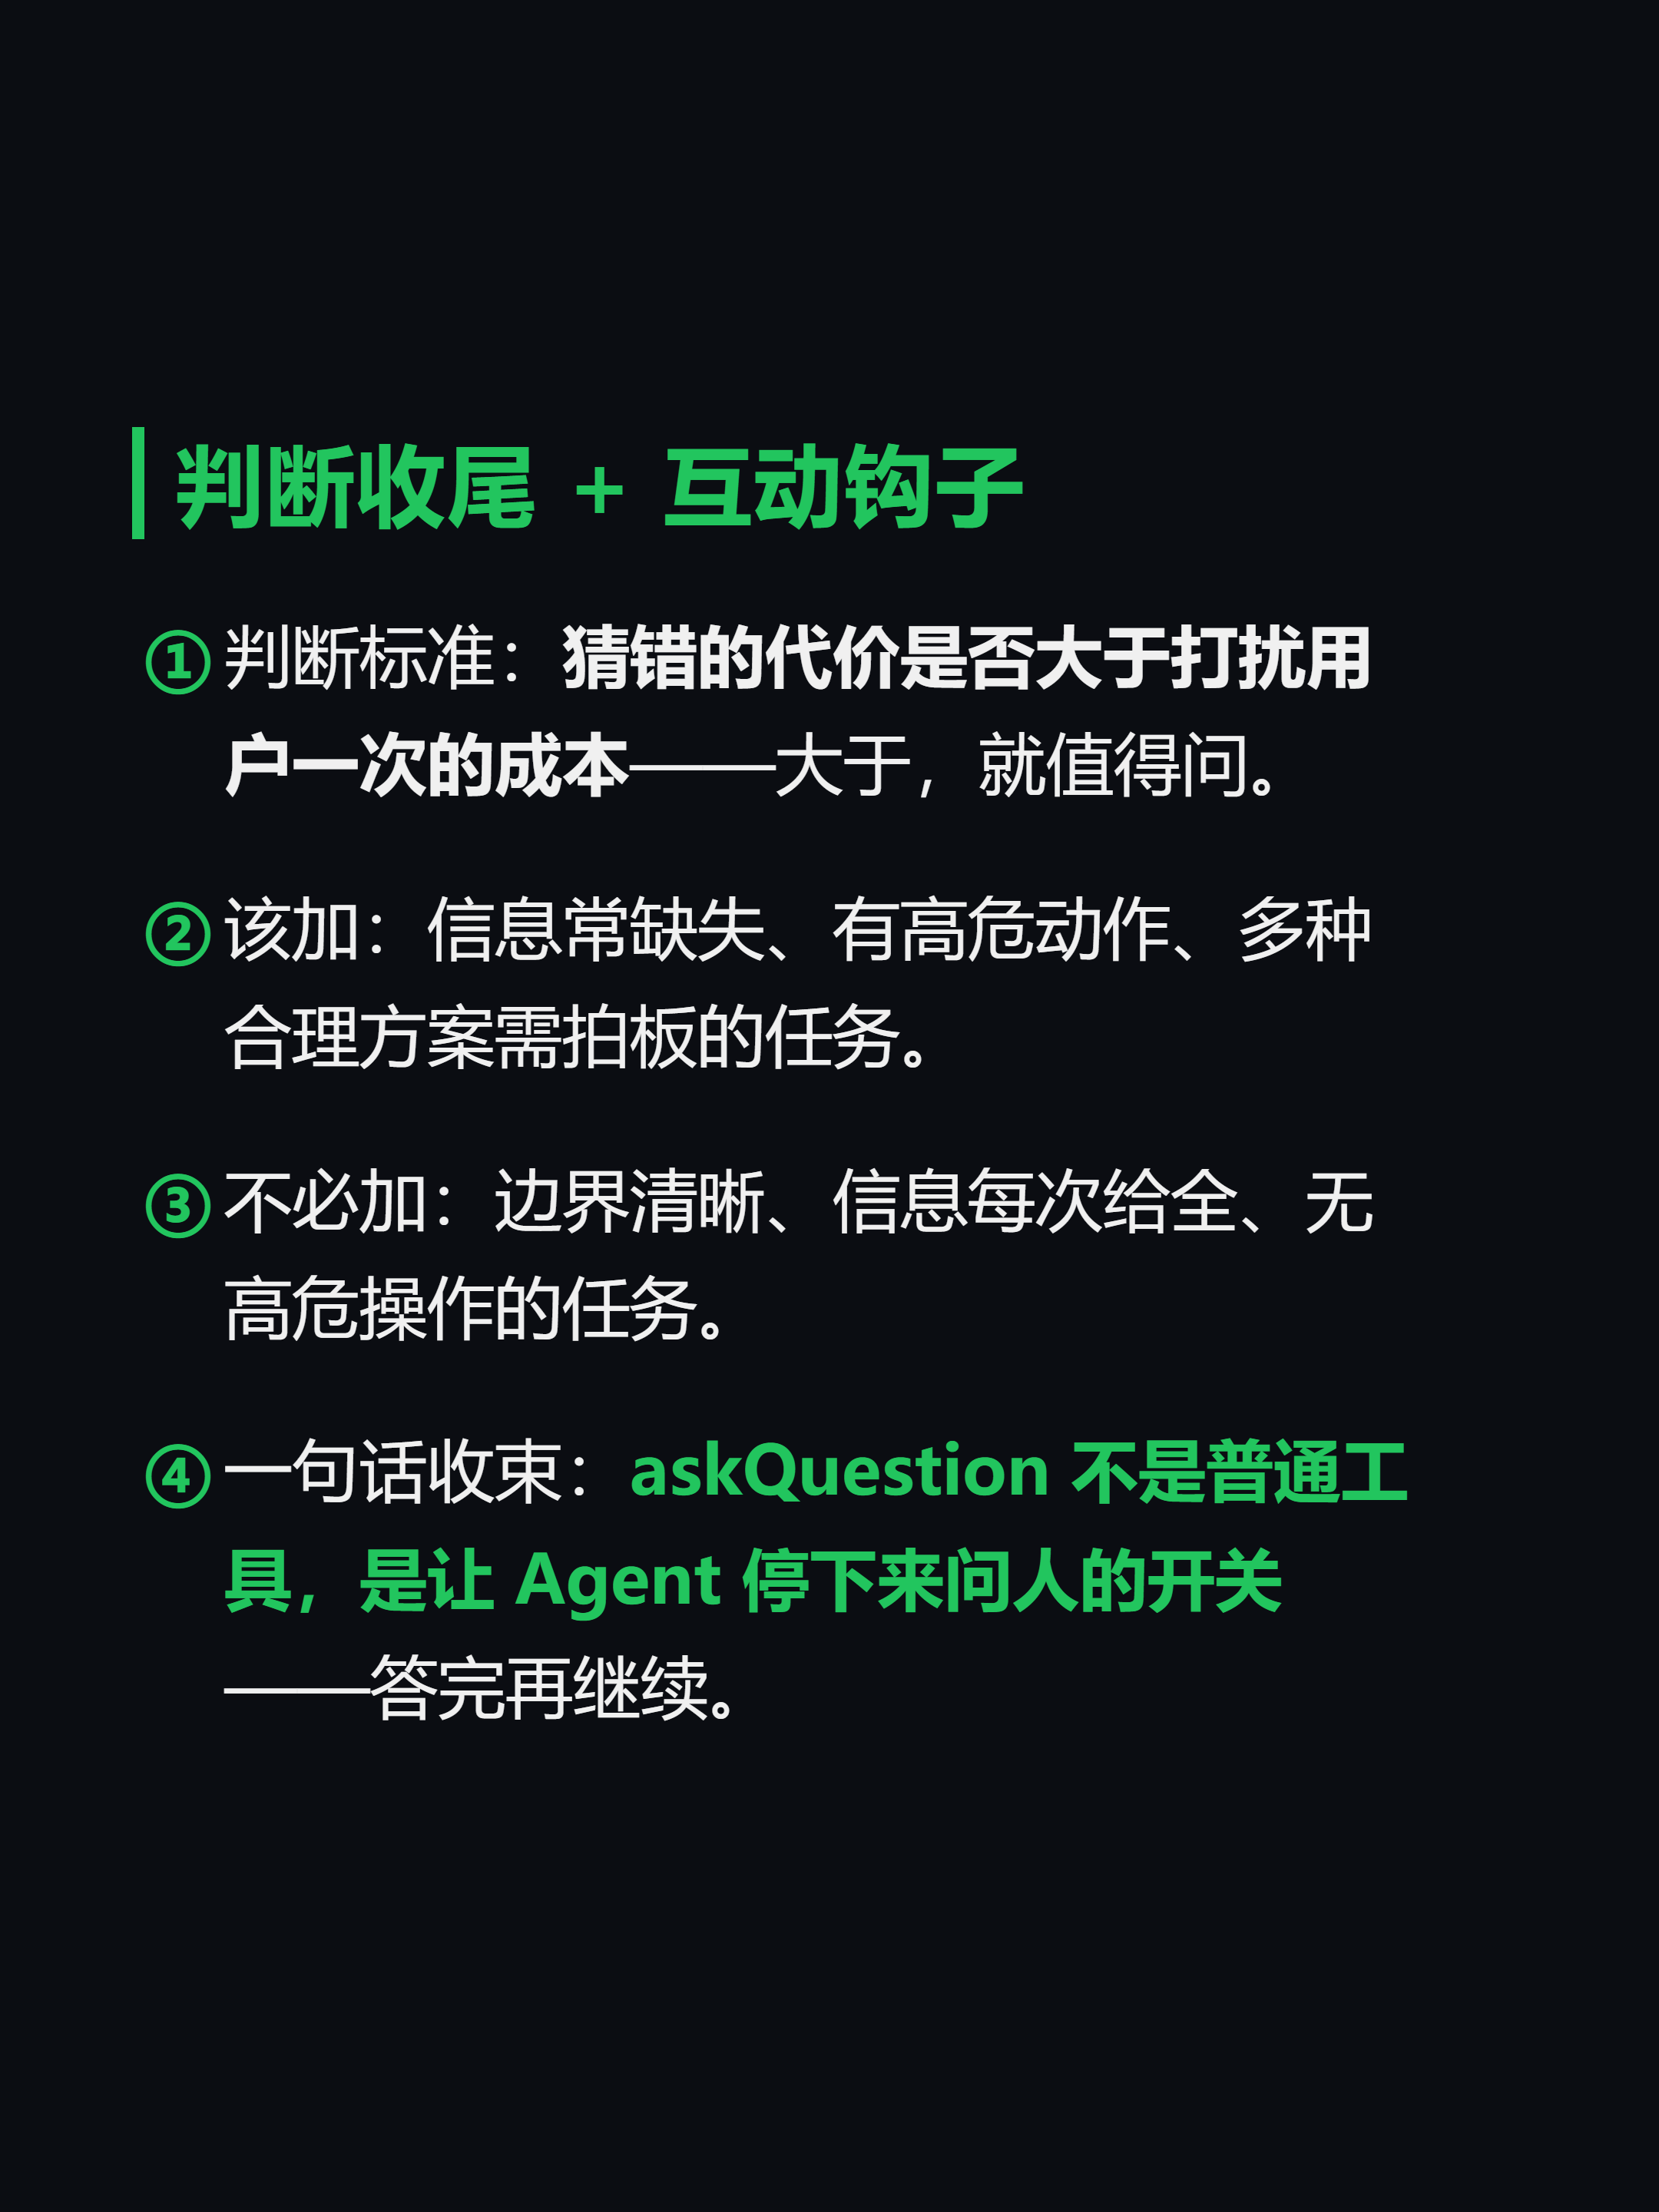 判断收尾 + 互动钩子
① 判断标准：猜错的代价是否大于打扰用
户一次的成本——大于，就值得问。
② 该加：信息常缺失、有高危动作、多种
合理方案需拍板的任务。
③ 不必加：边界清晰、信息每次给全、无
高危操作的任务。
④ 一句话收束：askQuestion 不是普通工
具，是让 Agent 停下来问人的开关
——答完再继续。